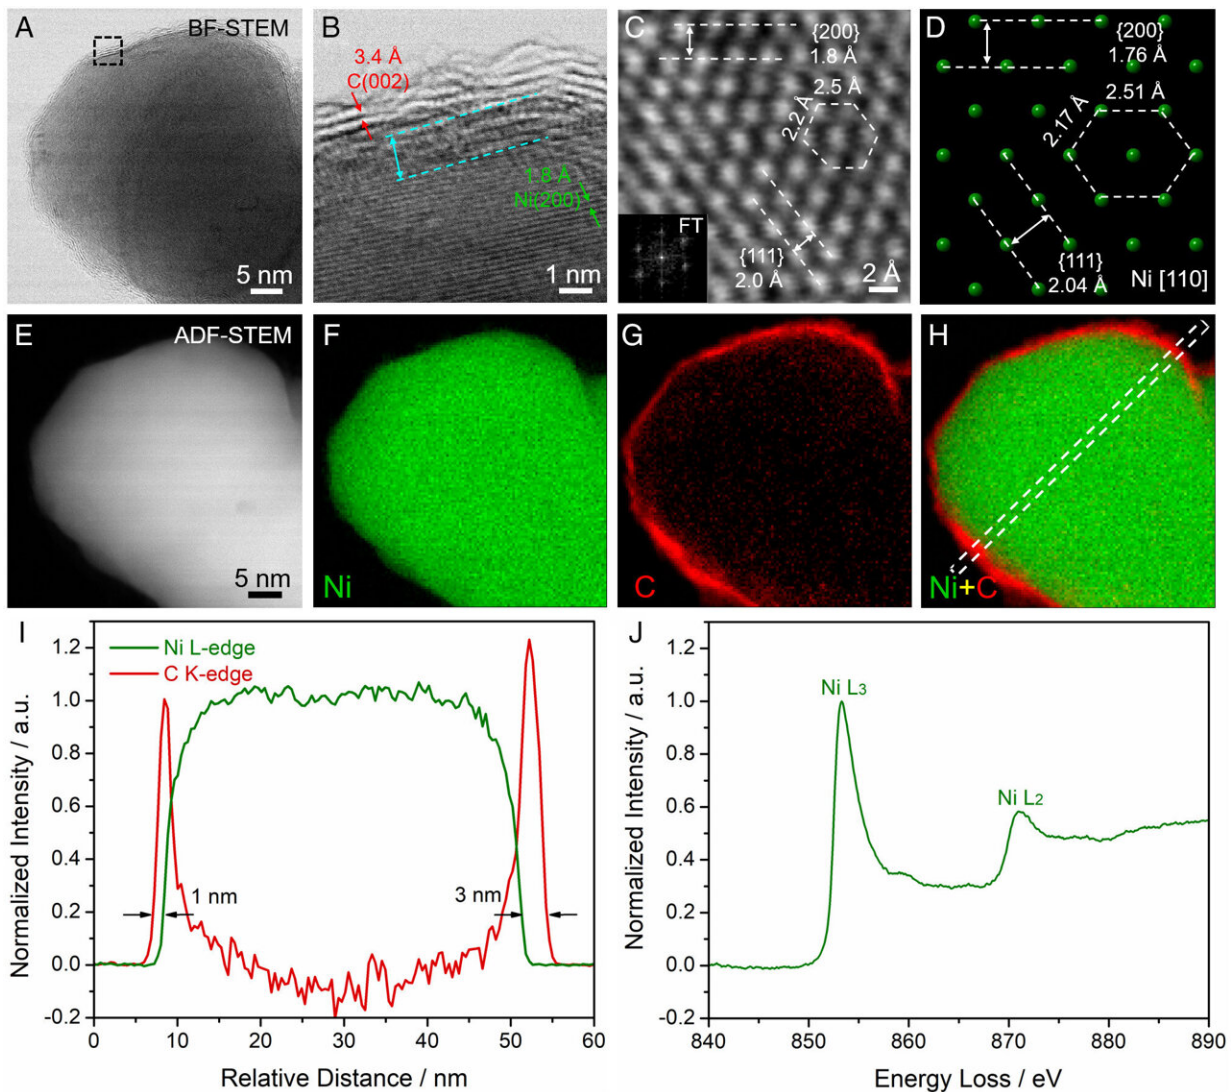 A
BF-STEM
5 nm
B
3.4 Å
C(002)
1.8 Å
Ni(200)
1 nm
C
{200}
1.8 Å
2.5 Å
2.2 Å
FT
{111}
2.0 Å
2 Å
D
{200}
1.76 Å
2.51 Å
2.17 Å
{111}
2.04 Å
Ni [110]
E
ADF-STEM
5 nm
F
Ni
G
C
H
Ni+C
I
Ni L-edge
C K-edge
1 nm
3 nm
1.2
1.0
0.8
0.6
0.4
0.2
0.0
-0.2
0 10 20 30 40 50 60
Relative Distance / nm
Normalized Intensity / a.u.
J
Ni L3
Ni L2
1.2
1.0
0.8
0.6
0.4
0.2
0.0
-0.2
840 850 860 870 880 890
Energy Loss / eV
Normalized Intensity / a.u.